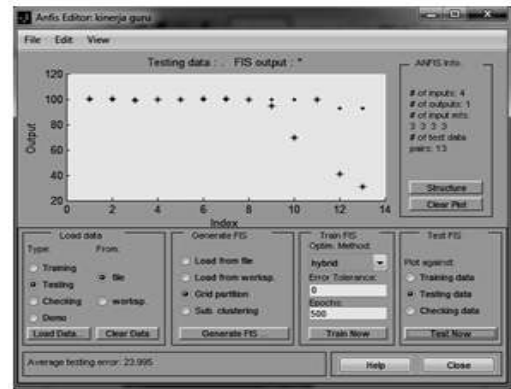 Anfis Editor: kinerja guru
File Edit View
Testing data : . FIS output : *
120
100
80
60
40
20
0 2 4 6 8 10 12 14
Output
Index
ANFIS Info.
# of inputs: 4
# of outputs: 1
# of input mfs:
3 3 3 3
# of test data
pairs: 13
Structure
Clear Plot
Load data
Type: From:
Training
Testing
Checking
Demo
file
worksp.
Load Data... Clear Data
Generate FIS
Load from file
Load from worksp.
Grid partition
Sub. clustering
Generate FIS ...
Train FIS
Optim. Method:
hybrid
Error Tolerance:
0
Epochs:
500
Train Now
Test FIS
Plot against:
Training data
Testing data
Checking data
Test Now
Average testing error: 23.995
Help Close